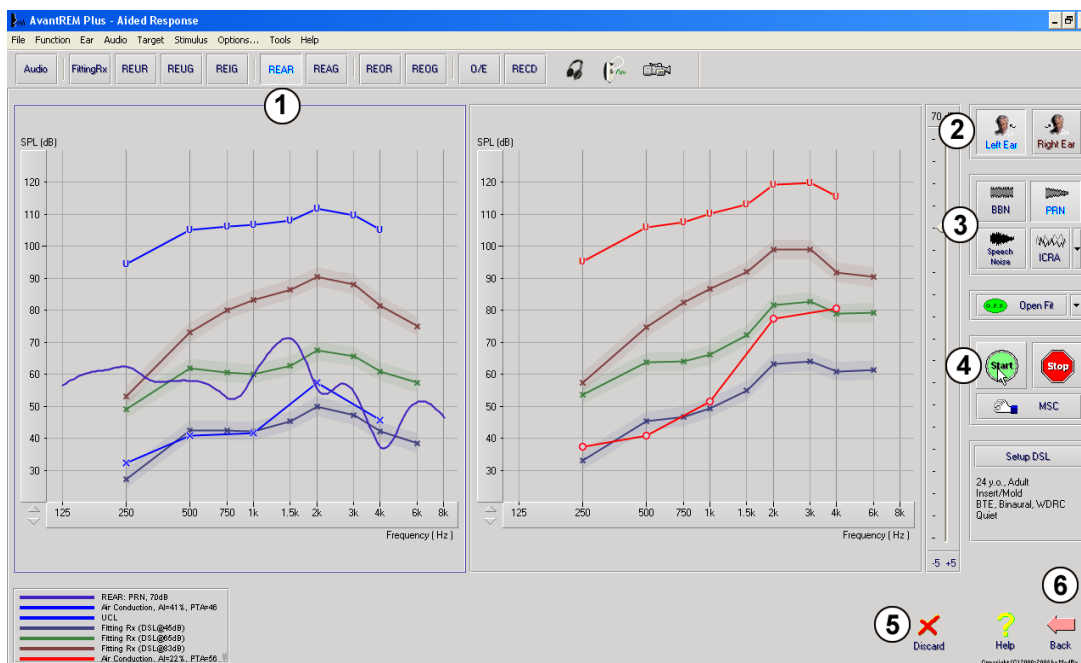 AvantREM Plus - Aided Response
File Function Ear Audio Target Stimulus Options... Tools Help
Audio FittingRx REUR REUG REIG REAR REAG REOR REOG O/E RECD
1
SPL (dB)
120
110
100
90
80
70
60
50
40
30
125 250 500 750 1k 1.5k 2k 3k 4k 6k 8k
Frequency ( Hz )
SPL (dB)
120
110
100
90
80
70
60
50
40
30
125 250 500 750 1k 1.5k 2k 3k 4k 6k 8k
Frequency ( Hz )
-5 +5
2
Left Ear Right Ear
3
BBN PRN
Speech
Noise
ICRA
Open Fit
4
Start Stop
MSC
Setup DSL
24 y.o., Adult
Insert/Mold
BTE, Binaural, WDRC
Quiet
5
Discard
Help
6
Back
REAR: PRN, 70dB
Air Conduction, AI=41%, PTA=46
UCL
Fitting Rx (DSL@45dB)
Fitting Rx (DSL@65dB)
Fitting Rx (DSL@83dB)
Air Conduction, AI=22%, PTA=56